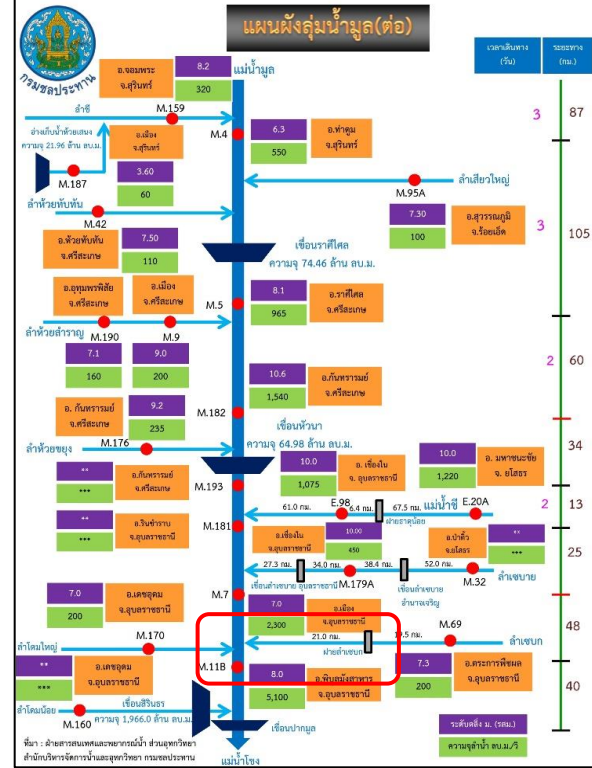 แผนผังลุ่มน้ำมูล(ต่อ)
กรมชลประทาน
เวลาเดินทาง
(วัน)
ระยะทาง
(กม.)
อ.จอมพระ
จ.สุรินทร์
8.2
320
แม่น้ำมูล
ลำชี
M.159
3
87
อ่างเก็บน้ำห้วยเสนง
ความจุ 21.96 ล้าน ลบ.ม.
อ.เมือง
จ.สุรินทร์
M.4
6.3
550
อ.ท่าตูม
จ.สุรินทร์
M.187
3.60
60
M.95A
ลำเสียวใหญ่
ลำห้วยทับทัน
M.42
7.30
100
อ.สุวรรณภูมิ
จ.ร้อยเอ็ด
3
105
อ.ห้วยทับทัน
จ.ศรีสะเกษ
7.50
110
เขื่อนราศีไศล
ความจุ 74.46 ล้าน ลบ.ม.
อ.อุทุมพรพิสัย
จ.ศรีสะเกษ
อ.เมือง
จ.ศรีสะเกษ
M.5
8.1
965
อ.ราศีไศล
จ.ศรีสะเกษ
ลำห้วยสำราญ
M.190
M.9
7.1
160
9.0
200
2
60
10.6
1,540
อ.กันทรารมย์
จ.ศรีสะเกษ
อ. กันทรารมย์
จ.ศรีสะเกษ
9.2
235
M.182
เขื่อนหัวนา
ความจุ 64.98 ล้าน ลบ.ม.
ลำห้วยขยุง
M.176
34
**
***
อ.กันทรารมย์
จ.ศรีสะเกษ
M.193
10.0
1,075
อ. เขื่องใน
จ. อุบลราชธานี
10.0
1,220
อ. มหาชนะชัย
จ. ยโสธร
61.0 กม.
E.98
6.4 กม.
67.5 กม.
แม่น้ำชี
E.20A
ฝายธาตุน้อย
2
13
**
***
อ.วารินชำราบ
จ.อุบลราชธานี
M.181
อ.เขื่องใน
จ.อุบลราชธานี
10.00
450
อ.ป่าติ้ว
จ.ยโสธร
**
***
25
27.3 กม.
34.0 กม.
38.4 กม.
52.0 กม.
ลำเซบาย
เขื่อนลำเซบาย อุบลราชธานี
M.179A
เขื่อนลำเซบาย
อำนาจเจริญ
M.32
7.0
200
อ.เดชอุดม
จ.อุบลราชธานี
M.7
7.0
2,300
อ.เมือง
จ.อุบลราชธานี
M.170
21.0 กม.
19.5 กม.
M.69
ลำเซบก
48
ลำโดมใหญ่
ฝายลำเซบก
**
***
อ.เดชอุดม
จ.อุบลราชธานี
M.11B
8.0
5,100
อ.พิบูลมังสาหาร
จ.อุบลราชธานี
7.3
200
อ.ตระการพืชผล
จ.อุบลราชธานี
40
ลำโดมน้อย
M.160
เขื่อนสิรินธร
ความจุ 1,966.0 ล้าน ลบ.ม.
เขื่อนปากมูล
ระดับตลิ่ง ม. (รสม.)
ความจุลำน้ำ ลบ.ม./วิ
ที่มา : ฝ่ายสารสนเทศและพยากรณ์น้ำ ส่วนอุทกวิทยา
สำนักบริหารจัดการน้ำและอุทกวิทยา กรมชลประทาน
แม่น้ำโขง